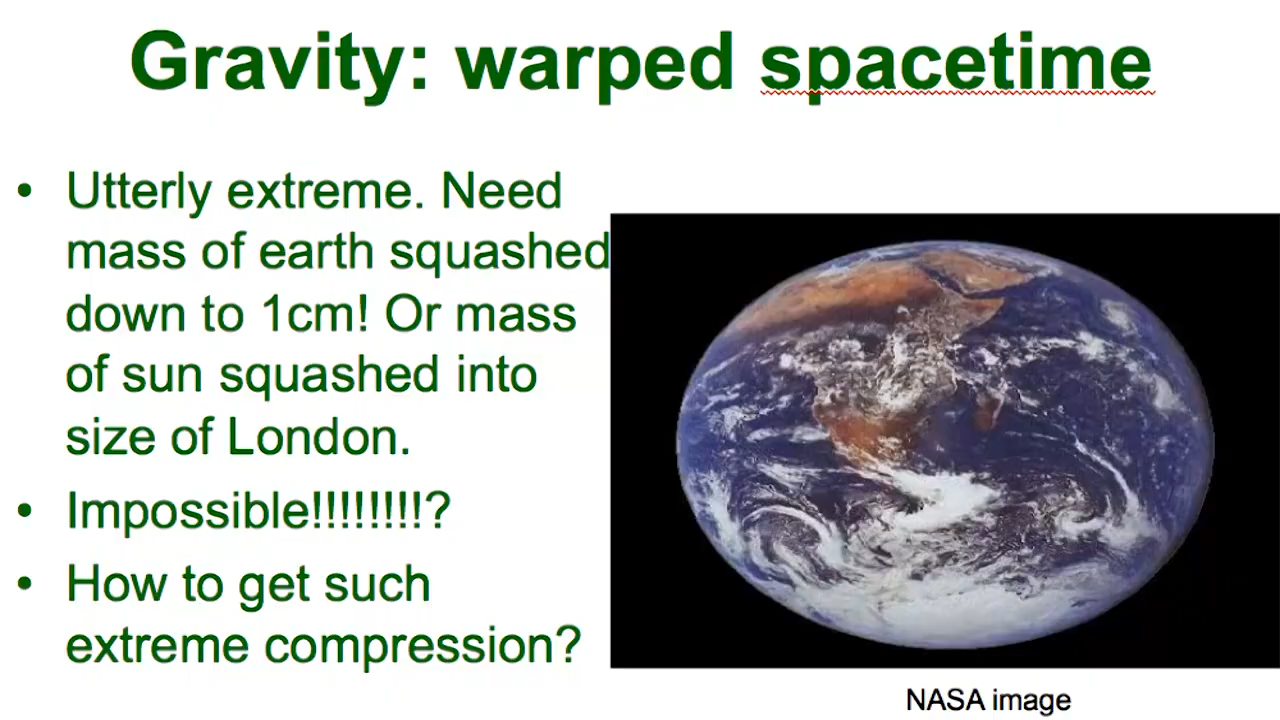 Gravity: warped spacetime
• Utterly extreme. Need
mass of earth squashed
down to 1cm! Or mass
of sun squashed into
size of London.
• Impossible!!!!!!!!?
• How to get such
extreme compression?
NASA image